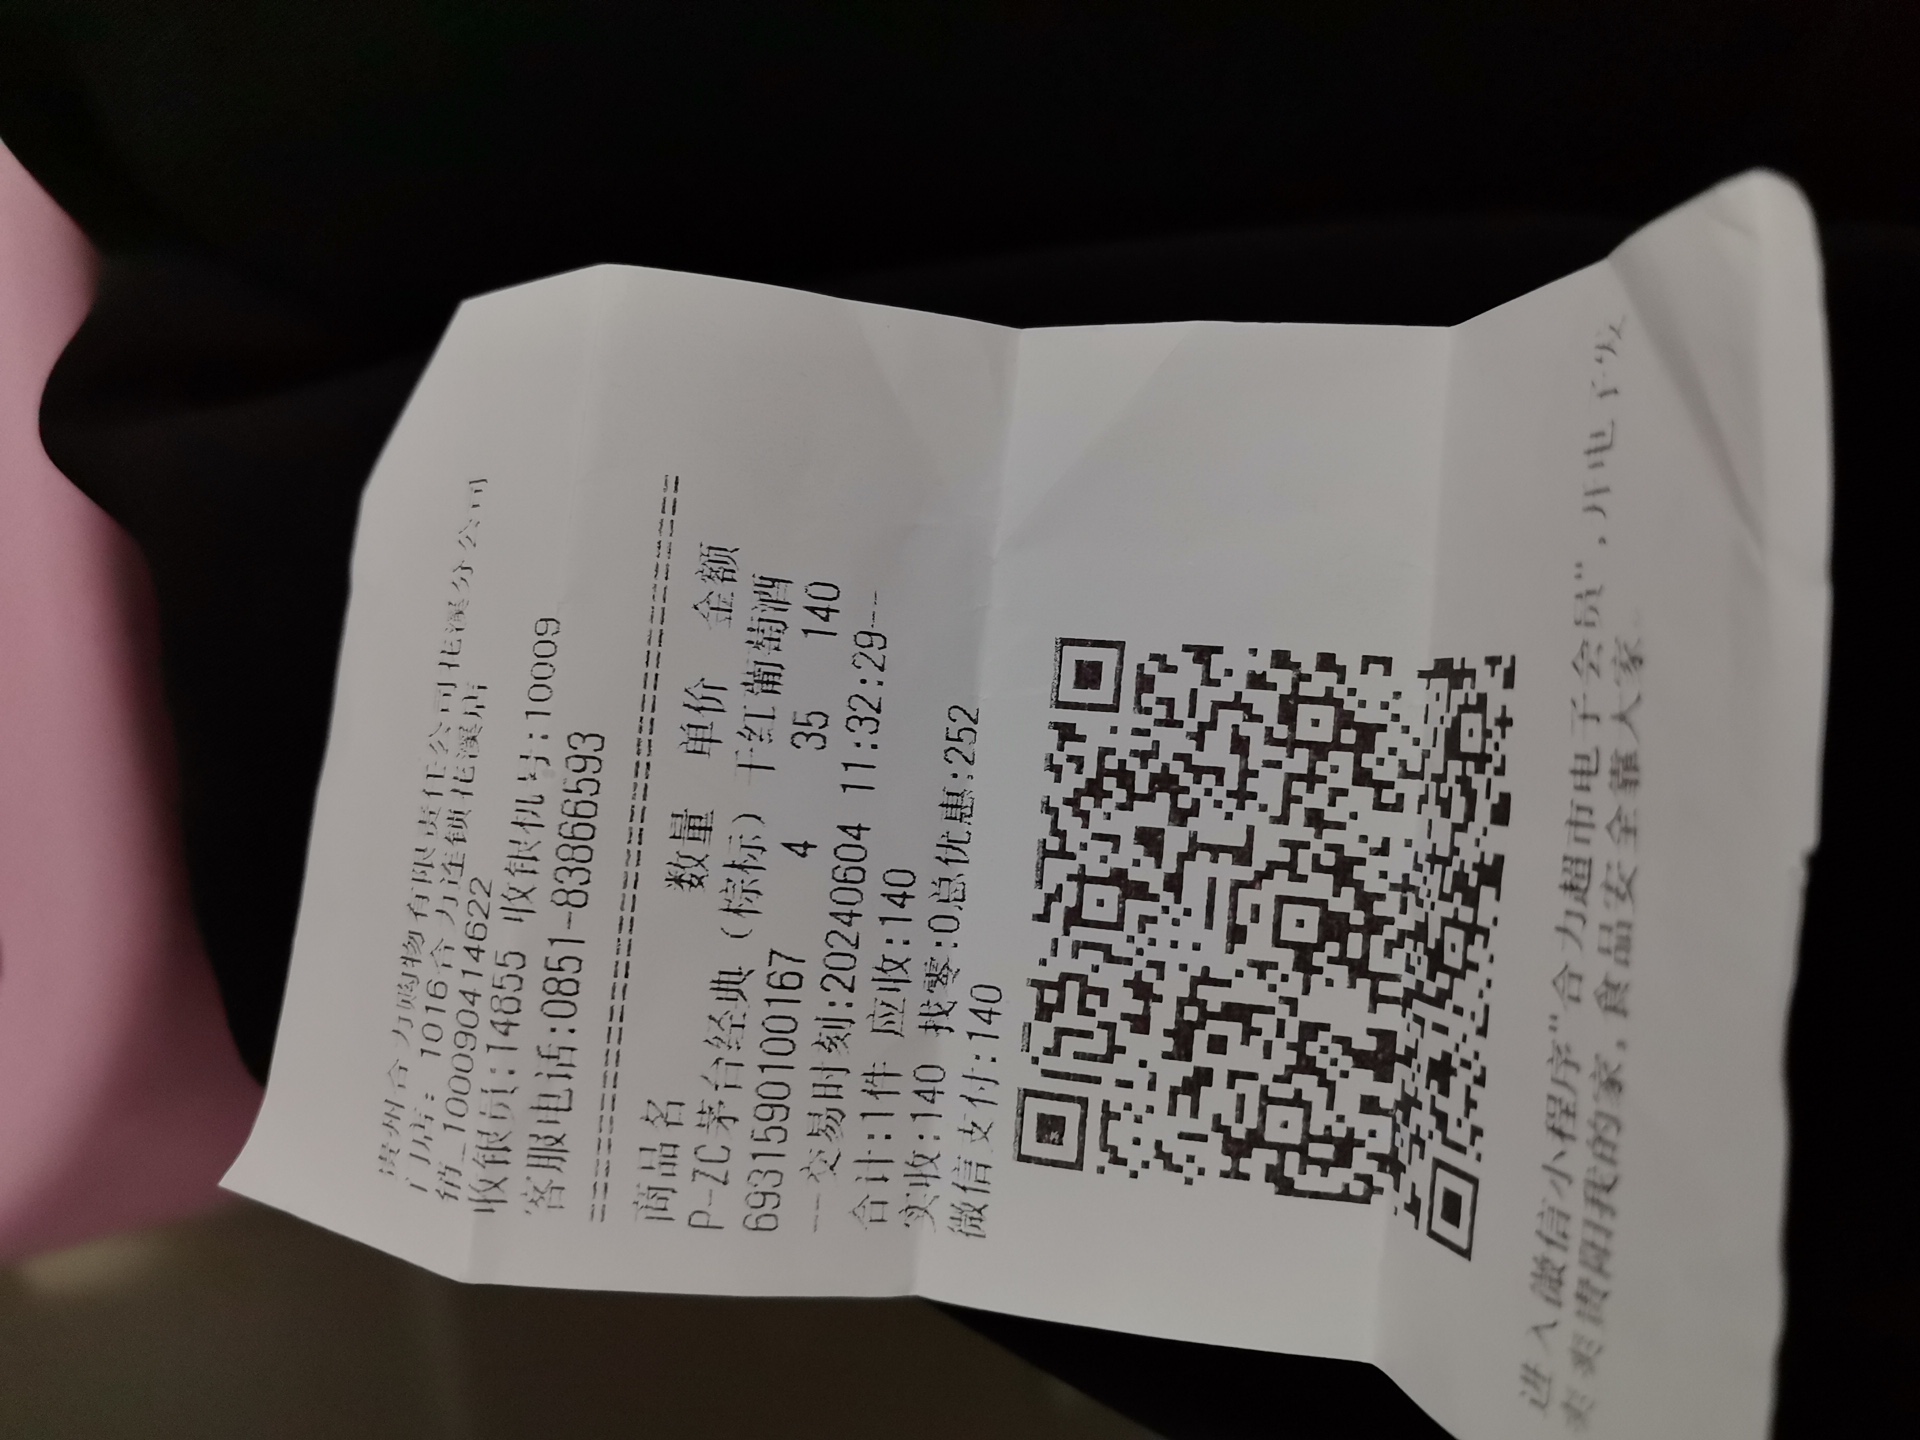 贵州合力购物有限责任公司花溪分公司
门店: 1016合力连锁花溪店
销_100090414622
收银员:14855 收银机号:10009
客服电话:0851-83866593
商品名 数量 单价 金额
P-ZC茅台经典(棕标)干红葡萄酒
6931590100167 4 35 140
---交易时刻:20240604 11:32:29---
合计:1件 应收:140
实收:140 找零:0总优惠:252
微信支付:140
进入微信小程序"合力超市电子会员",开电子发
爽爽贵阳我的家,食品安全靠大家